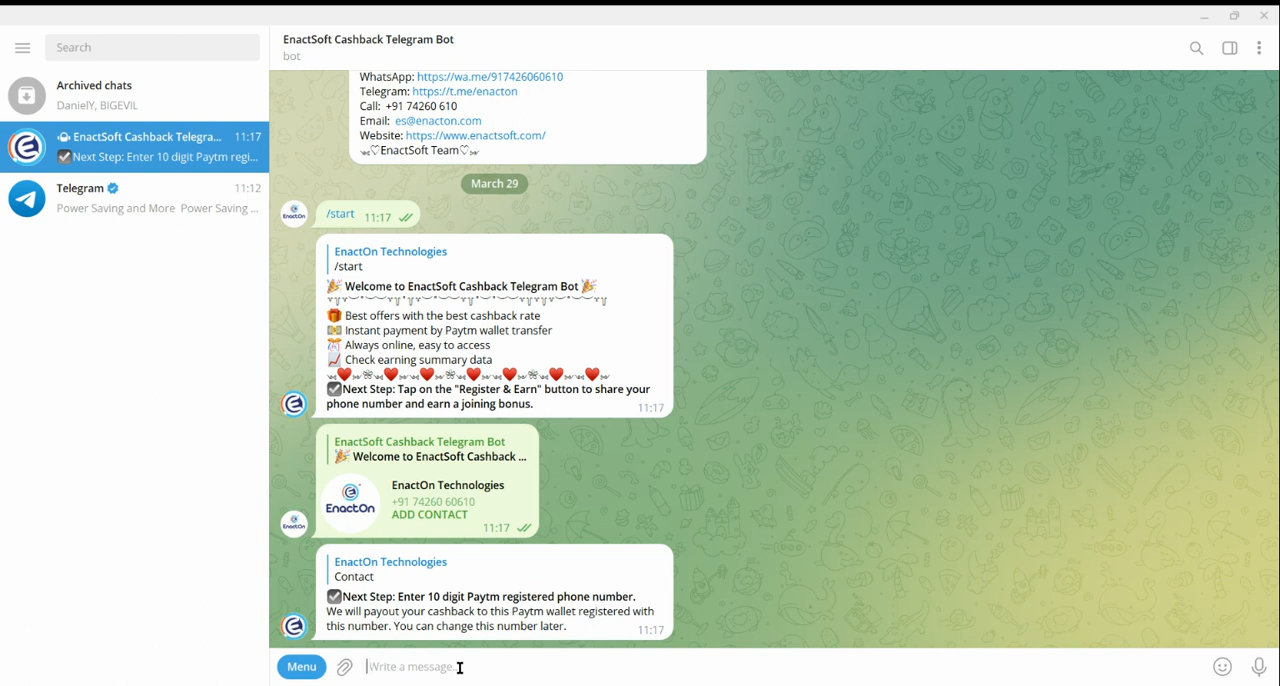 Search
EnactSoft Cashback Telegram Bot
bot
Archived chats
DanielY, BIGEVIL
EnactSoft Cashback Telegra... 11:17
☑Next Step: Enter 10 digit Paytm regi...
Telegram 11:12
Power Saving and More Power Saving ...
WhatsApp: https://wa.me/917426060610
Telegram: https://t.me/enacton
Call: +91 74260 610
Email: es@enacton.com
Website: https://www.enactsoft.com/
♡EnactSoft Team♡
March 29
EnactOn
/start 11:17
EnactOn Technologies
/start
🎉 Welcome to EnactSoft Cashback Telegram Bot 🎉
🎁 Best offers with the best cashback rate
💵 Instant payment by Paytm wallet transfer
🎊 Always online, easy to access
📈 Check earning summary data
☑Next Step: Tap on the "Register & Earn" button to share your
phone number and earn a joining bonus. 11:17
EnactSoft Cashback Telegram Bot
🎉 Welcome to EnactSoft Cashback ...
EnactOn
EnactOn Technologies
+91 74260 60610
ADD CONTACT
11:17
EnactOn
EnactOn Technologies
Contact
☑Next Step: Enter 10 digit Paytm registered phone number.
We will payout your cashback to this Paytm wallet registered with
this number. You can change this number later. 11:17
Menu
Write a message...